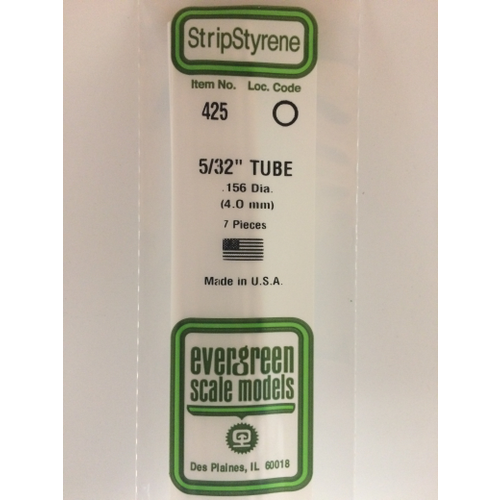 StripStyrene
Item No. Loc. Code
425
5/32" TUBE
.156 Dia.
(4.0 mm)
7 Pieces
Made in U.S.A.
evergreen
scale models
Des Plaines, IL 60018